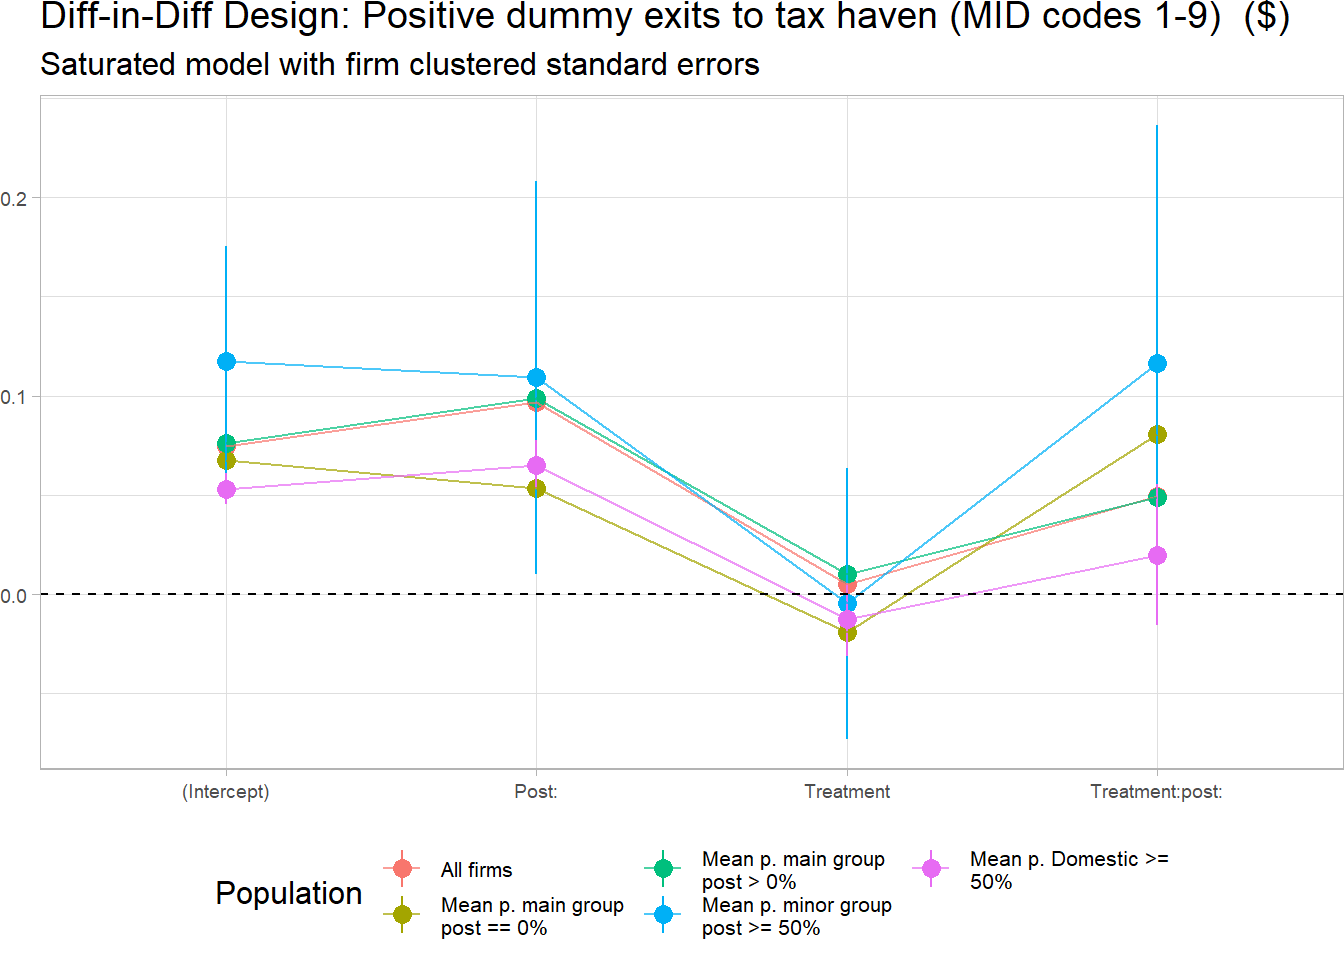 Diff-in-Diff Design: Positive dummy exits to tax haven (MID codes 1-9)  ($)
Saturated model with firm clustered standard errors
0.2
0.1
0.0
(Intercept)
Post:
Treatment
Treatment:post:
Population
All firms
Mean p. main group
post == 0%
Mean p. main group
post > 0%
Mean p. minor group
post >= 50%
Mean p. Domestic >=
50%